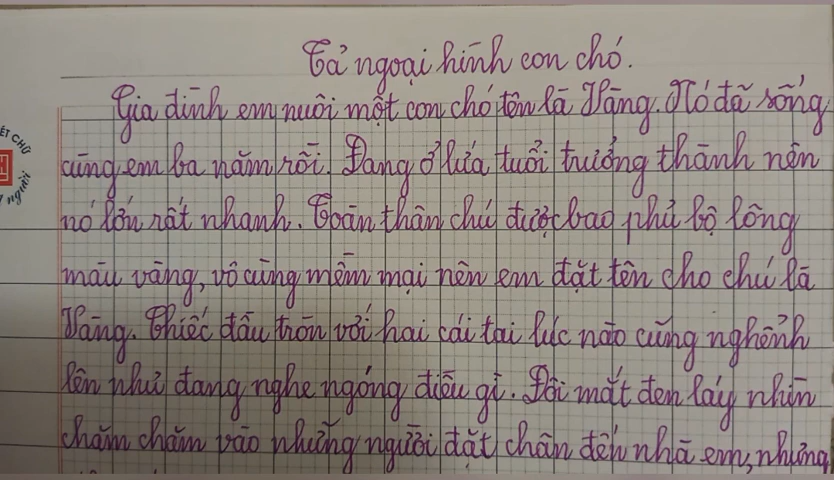 Tả ngoại hình con chó.
Gia đình em nuôi một con chó tên là Vàng. Nó đã sống
cùng em ba năm rồi. Đang ở lứa tuổi trưởng thành nên
nó lớn rất nhanh. Toàn thân chú được bao phủ bộ lông
màu vàng, vô cùng mềm mại nên em đặt tên cho chú là
Vàng. Chiếc đầu tròn với hai cái tai lúc nào cũng nghểnh
lên như đang nghe ngóng điều gì. Đôi mắt đen láy nhìn
chằm chằm vào những người đặt chân đến nhà em, nhưng